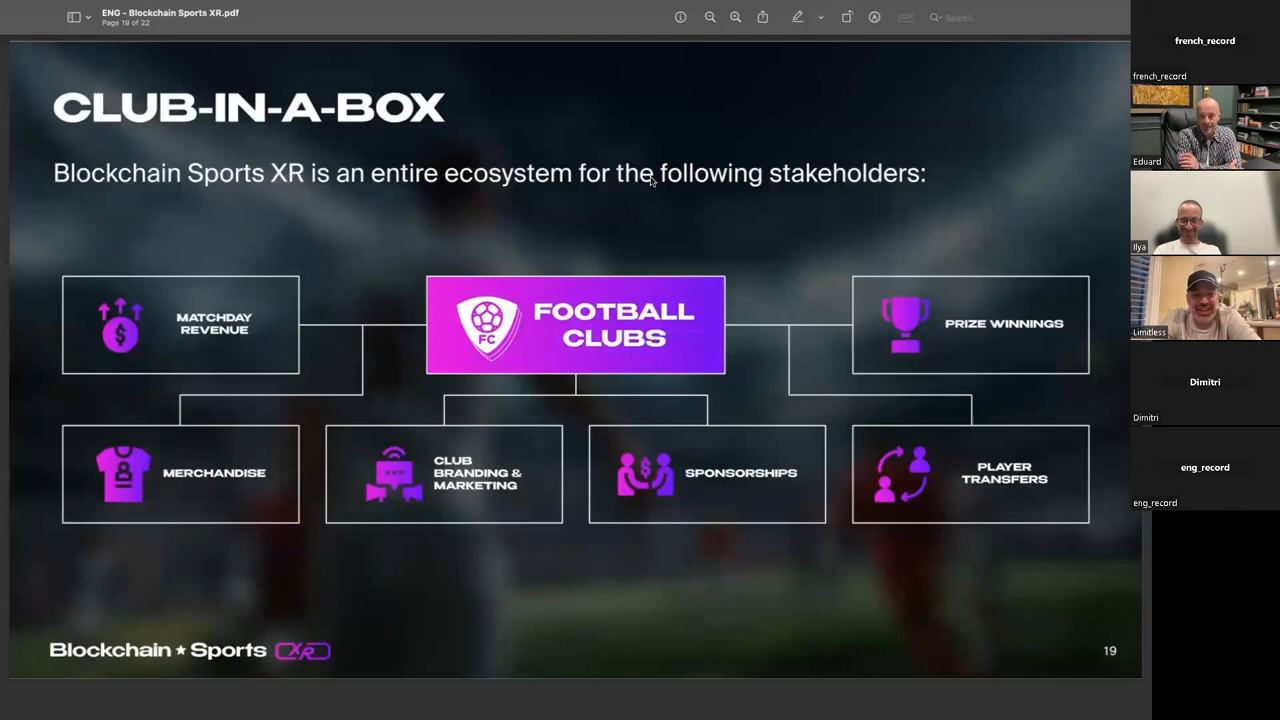 ENG - Blockchain Sports XR.pdf
Page 19 of 22
Search
CLUB-IN-A-BOX
Blockchain Sports XR is an entire ecosystem for the following stakeholders:
MATCHDAY
REVENUE
FC
FOOTBALL
CLUBS
PRIZE WINNINGS
MERCHANDISE
CLUB
BRANDING &
MARKETING
SPONSORSHIPS
PLAYER
TRANSFERS
Blockchain Sports XR
19
french_record
french_record
Eduard
Ilya
Limitless
Dimitri
Dimitri
eng_record
eng_record